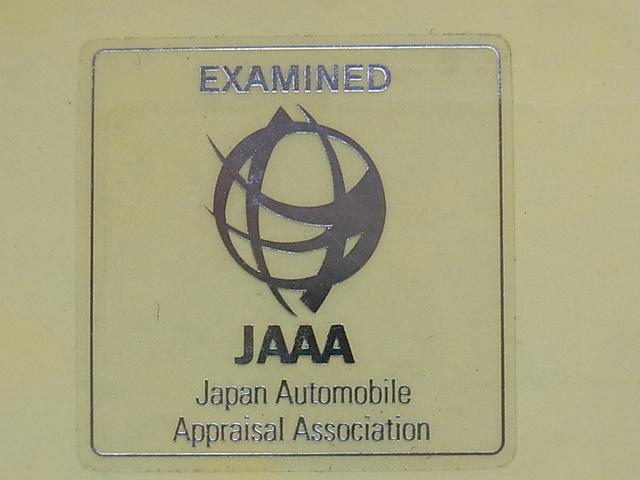 EXAMINED
JAAA
Japan Automobile
Appraisal Association